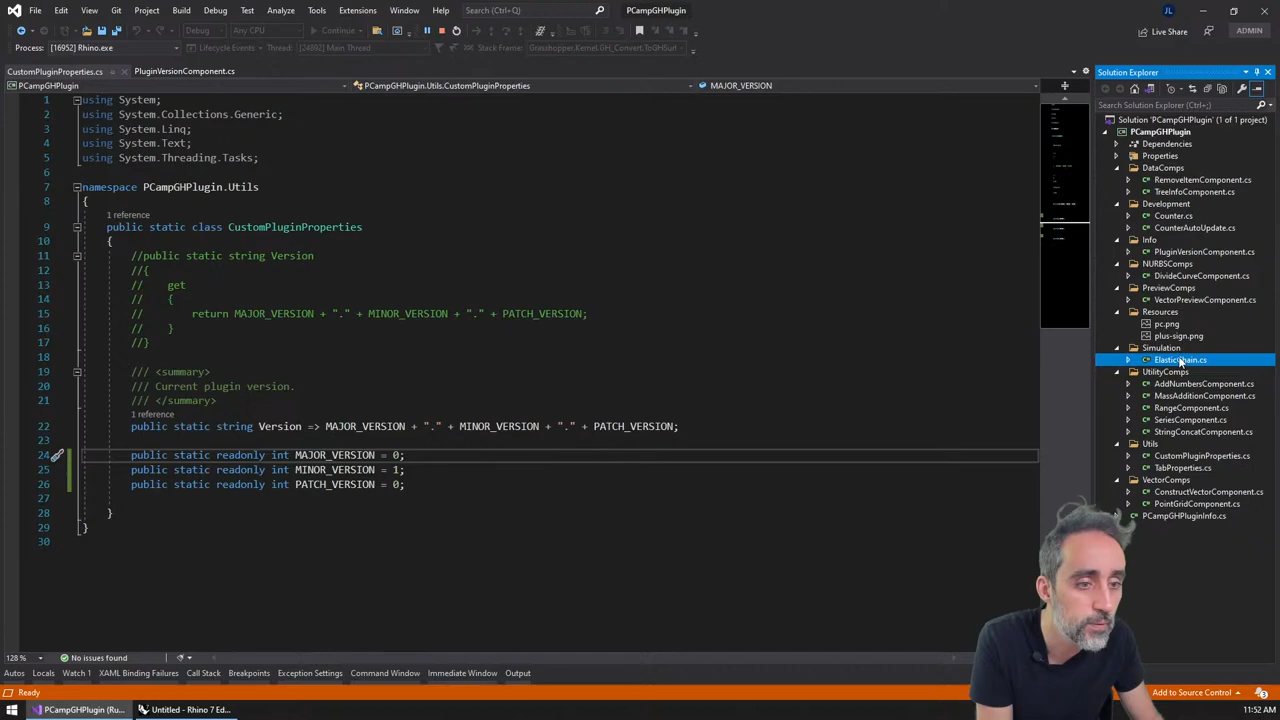 File Edit View Git Project Build Debug Test Analyze Tools Extensions Window Help Search (Ctrl+Q) PCampGHPlugin JL
Debug Any CPU Continue Live Share ADMIN
Process: [16952] Rhino.exe Lifecycle Events Thread: [24892] Main Thread Stack Frame:
CustomPluginProperties.cs PluginVersionComponent.cs
PCampGHPlugin PCampGHPlugin.Utils.CustomPluginProperties MAJOR_VERSION
1 using System;
2 using System.Collections.Generic;
3 using System.Linq;
4 using System.Text;
5 using System.Threading.Tasks;
6
7 namespace PCampGHPlugin.Utils
8 {
1 reference
9 public static class CustomPluginProperties
10 {
11 //public static string Version
12 //{
13 // get
14 // {
15 // return MAJOR_VERSION + "." + MINOR_VERSION + "." + PATCH_VERSION;
16 // }
17 //}
18
19 /// <summary>
20 /// Current plugin version.
21 /// </summary>
1 reference
22 public static string Version => MAJOR_VERSION + "." + MINOR_VERSION + "." + PATCH_VERSION;
23
24 public static readonly int MAJOR_VERSION = 0;
25 public static readonly int MINOR_VERSION = 1;
26 public static readonly int PATCH_VERSION = 0;
27
28 }
29 }
30
Solution Explorer
Search Solution Explorer (Ctrl+;)
Solution 'PCampGHPlugin' (1 of 1 project)
PCampGHPlugin
Dependencies
Properties
DataComps
RemoveItemComponent.cs
TreeInfoComponent.cs
Development
Counter.cs
CounterAutoUpdate.cs
Info
PluginVersionComponent.cs
NURBSComps
DivideCurveComponent.cs
PreviewComps
VectorPreviewComponent.cs
Resources
pc.png
plus-sign.png
Simulation
ElasticChain.cs
UtilityComps
AddNumbersComponent.cs
MassAdditionComponent.cs
RangeComponent.cs
SeriesComponent.cs
StringConcatComponent.cs
Utils
CustomPluginProperties.cs
TabProperties.cs
VectorComps
ConstructVectorComponent.cs
PointGridComponent.cs
PCampGHPluginInfo.cs
128 % No issues found
Autos Locals Watch 1 XAML Binding Failures Call Stack Breakpoints Exception Settings Command Window Immediate Window Output
Ready Add to Source Control 3
PCampGHPlugin (Ru... Untitled - Rhino 7 Ed... 11:52 AM